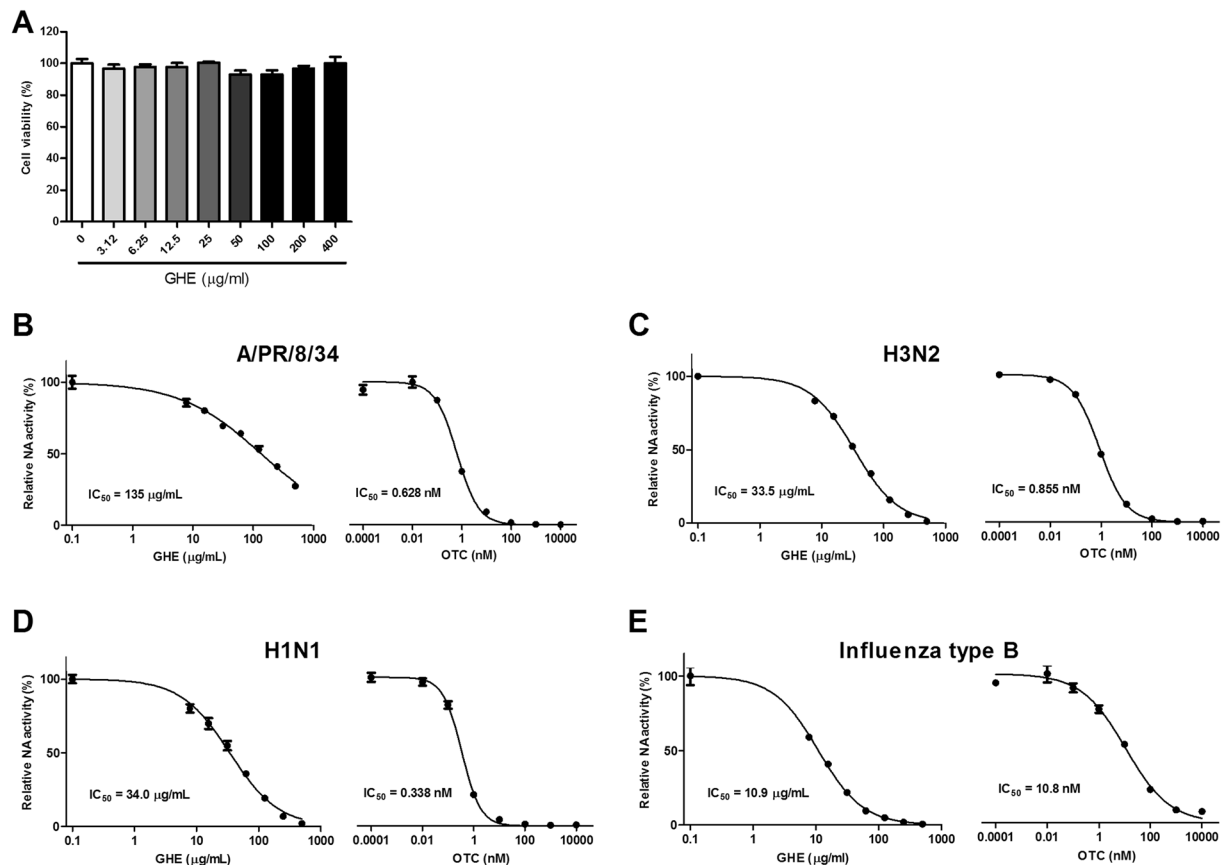 A
120
100
80
60
40
20
0
Cell viability (%)
0 3.12 6.25 12.5 25 50 100 200 400
GHE (μg/ml)
B
A/PR/8/34
Relative NA activity (%)
100
50
0
IC50 = 135 μg/mL
0.1 1 10 100 1000
GHE (μg/mL)
IC50 = 0.628 nM
0.0001 0.01 1 100 10000
OTC (nM)
C
H3N2
Relative NA activity (%)
100
50
0
IC50 = 33.5 μg/mL
0.1 1 10 100 1000
GHE (μg/mL)
IC50 = 0.855 nM
0.0001 0.01 1 100 10000
OTC (nM)
D
H1N1
Relative NA activity (%)
100
50
0
IC50 = 34.0 μg/mL
0.1 1 10 100 1000
GHE (μg/mL)
IC50 = 0.338 nM
0.0001 0.01 1 100 10000
OTC (nM)
E
Influenza type B
Relative NA activity (%)
100
50
0
IC50 = 10.9 μg/mL
0.1 1 10 100 1000
GHE (μg/ml)
IC50 = 10.8 nM
0.0001 0.01 1 100 10000
OTC (nM)